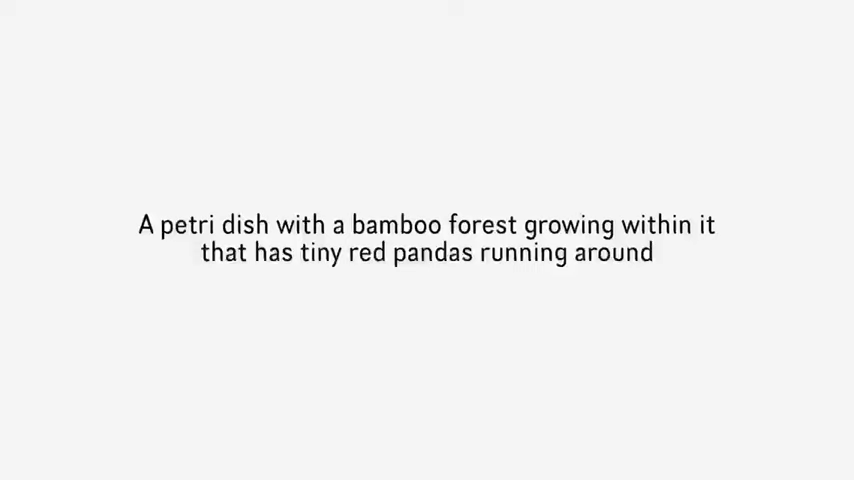 A petri dish with a bamboo forest growing within it
that has tiny red pandas running around